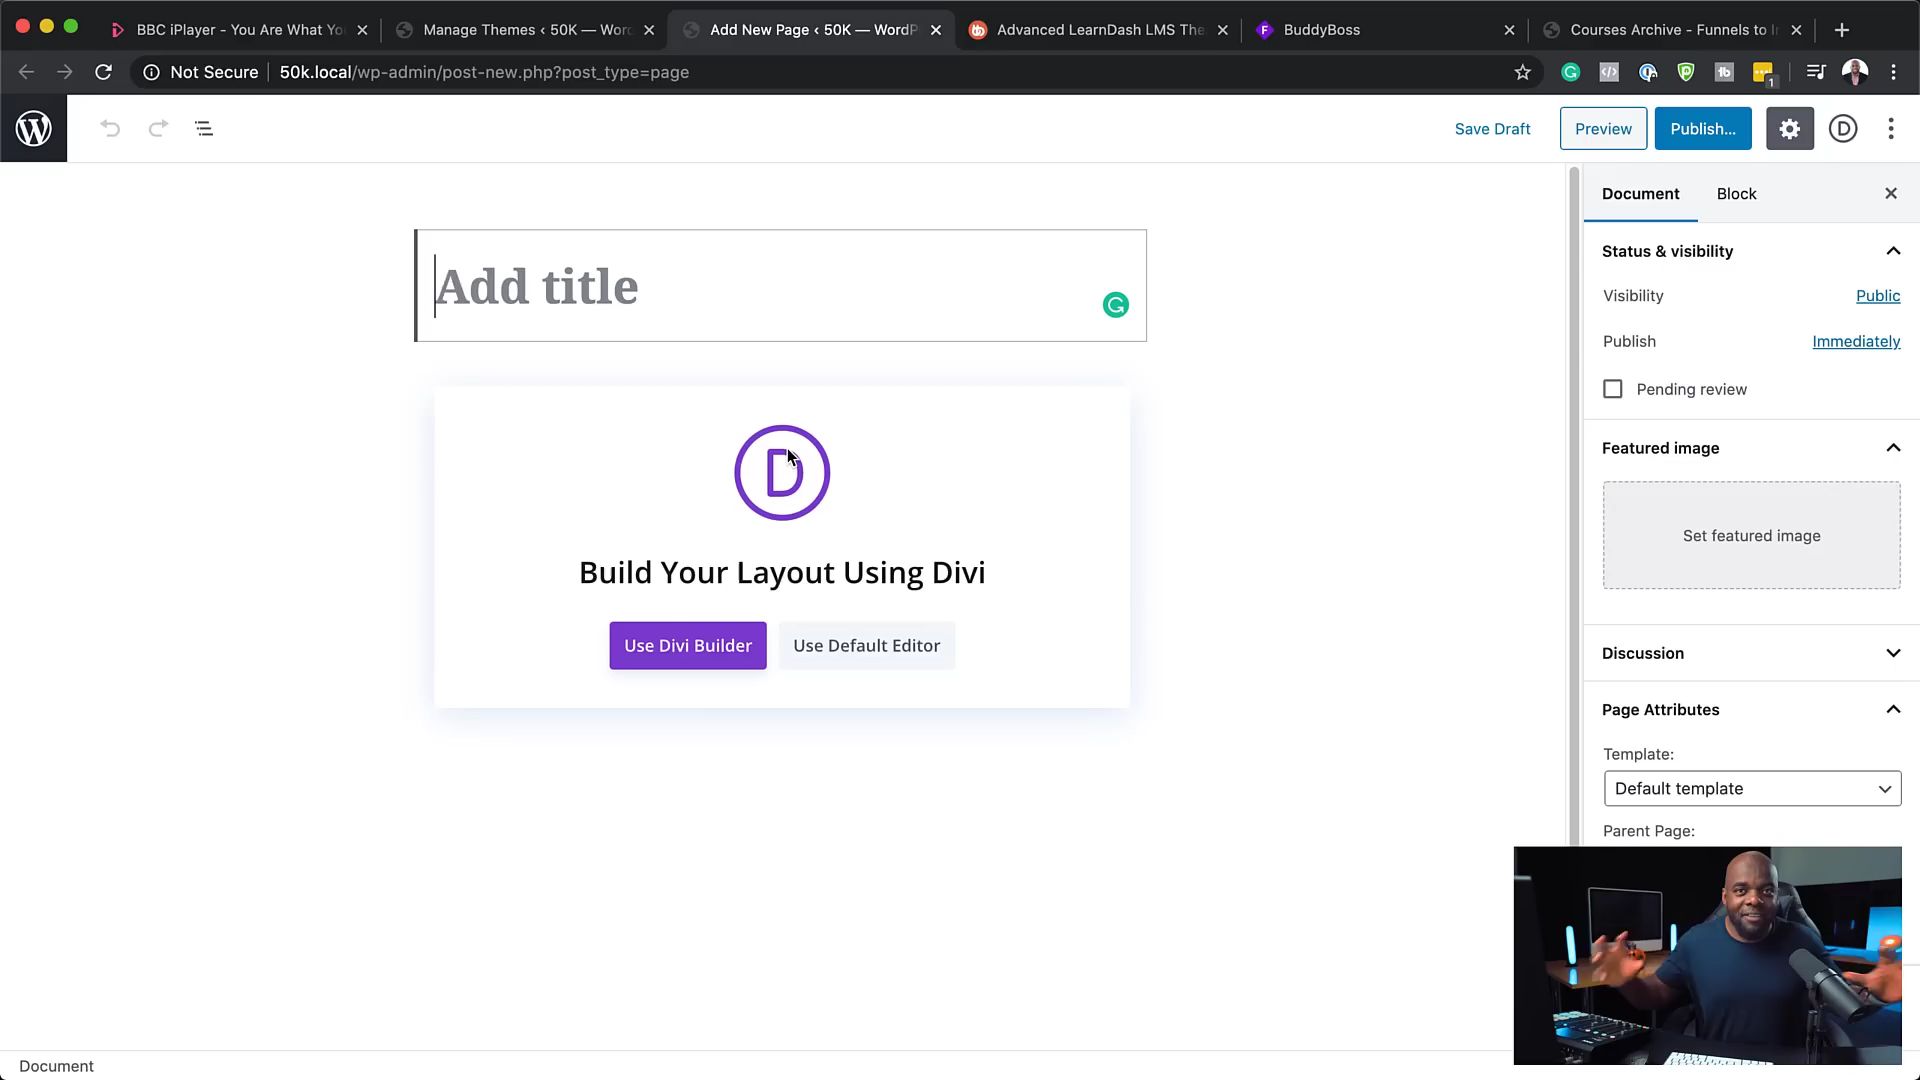 BBC iPlayer - You Are What Yo
Manage Themes ‹ 50K — Wor
Add New Page ‹ 50K — WordP
Advanced LearnDash LMS The
BuddyBoss
Courses Archive - Funnels to I
Not Secure
50k.local/wp-admin/post-new.php?post_type=page
1
Save Draft
Preview
Publish...
Document
Block
Add title
Status & visibility
Visibility
Public
Publish
Immediately
Pending review
Featured image
Set featured image
D
Build Your Layout Using Divi
Use Divi Builder
Use Default Editor
Discussion
Page Attributes
Template:
Default template
Parent Page:
Document